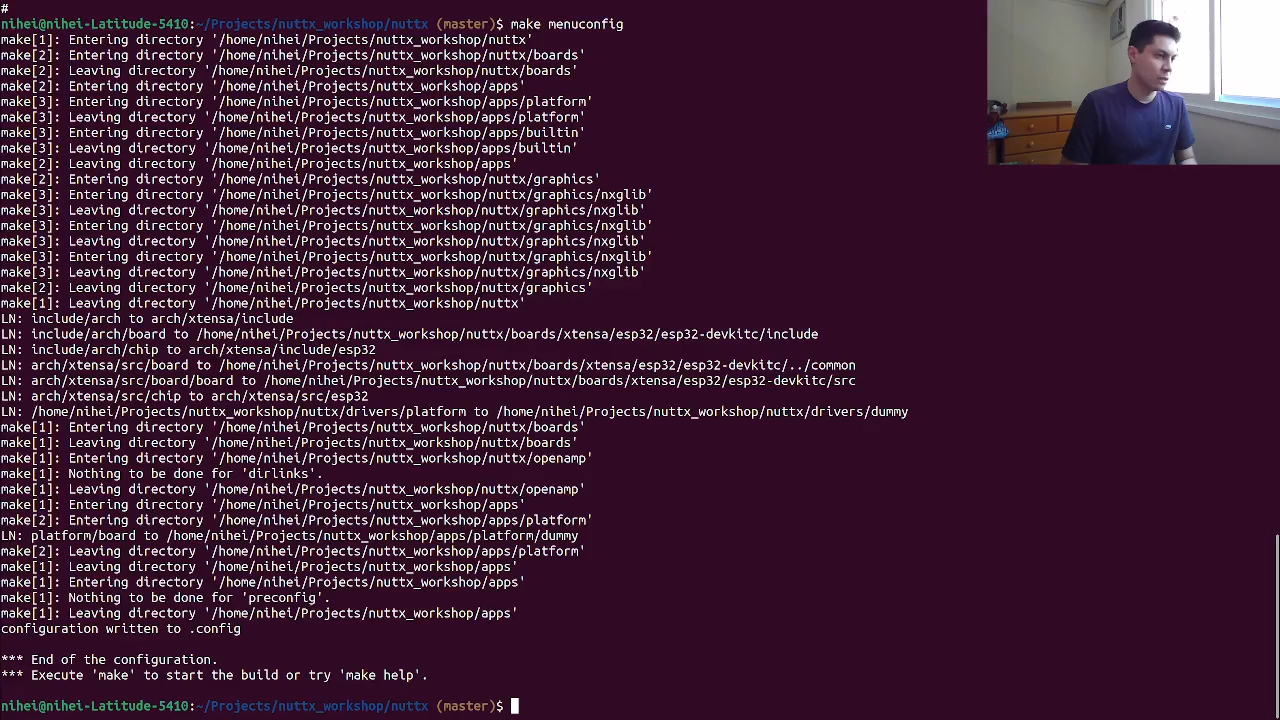 #
nihei@nihei-Latitude-5410:~/Projects/nuttx_workshop/nuttx (master)$ make menuconfig
make[1]: Entering directory '/home/nihei/Projects/nuttx_workshop/nuttx'
make[2]: Entering directory '/home/nihei/Projects/nuttx_workshop/nuttx/boards'
make[2]: Leaving directory '/home/nihei/Projects/nuttx_workshop/nuttx/boards'
make[2]: Entering directory '/home/nihei/Projects/nuttx_workshop/apps'
make[3]: Entering directory '/home/nihei/Projects/nuttx_workshop/apps/platform'
make[3]: Leaving directory '/home/nihei/Projects/nuttx_workshop/apps/platform'
make[3]: Entering directory '/home/nihei/Projects/nuttx_workshop/apps/builtin'
make[3]: Leaving directory '/home/nihei/Projects/nuttx_workshop/apps/builtin'
make[2]: Leaving directory '/home/nihei/Projects/nuttx_workshop/apps'
make[2]: Entering directory '/home/nihei/Projects/nuttx_workshop/nuttx/graphics'
make[3]: Entering directory '/home/nihei/Projects/nuttx_workshop/nuttx/graphics/nxglib'
make[3]: Leaving directory '/home/nihei/Projects/nuttx_workshop/nuttx/graphics/nxglib'
make[3]: Entering directory '/home/nihei/Projects/nuttx_workshop/nuttx/graphics/nxglib'
make[3]: Leaving directory '/home/nihei/Projects/nuttx_workshop/nuttx/graphics/nxglib'
make[3]: Entering directory '/home/nihei/Projects/nuttx_workshop/nuttx/graphics/nxglib'
make[3]: Leaving directory '/home/nihei/Projects/nuttx_workshop/nuttx/graphics/nxglib'
make[2]: Leaving directory '/home/nihei/Projects/nuttx_workshop/nuttx/graphics'
make[1]: Leaving directory '/home/nihei/Projects/nuttx_workshop/nuttx'
LN: include/arch to arch/xtensa/include
LN: include/arch/board to /home/nihei/Projects/nuttx_workshop/nuttx/boards/xtensa/esp32/esp32-devkitc/include
LN: include/arch/chip to arch/xtensa/include/esp32
LN: arch/xtensa/src/board to /home/nihei/Projects/nuttx_workshop/nuttx/boards/xtensa/esp32/esp32-devkitc/../common
LN: arch/xtensa/src/board/board to /home/nihei/Projects/nuttx_workshop/nuttx/boards/xtensa/esp32/esp32-devkitc/src
LN: arch/xtensa/src/chip to arch/xtensa/src/esp32
LN: /home/nihei/Projects/nuttx_workshop/nuttx/drivers/platform to /home/nihei/Projects/nuttx_workshop/nuttx/drivers/dummy
make[1]: Entering directory '/home/nihei/Projects/nuttx_workshop/nuttx/boards'
make[1]: Leaving directory '/home/nihei/Projects/nuttx_workshop/nuttx/boards'
make[1]: Entering directory '/home/nihei/Projects/nuttx_workshop/nuttx/openamp'
make[1]: Nothing to be done for 'dirlinks'.
make[1]: Leaving directory '/home/nihei/Projects/nuttx_workshop/nuttx/openamp'
make[1]: Entering directory '/home/nihei/Projects/nuttx_workshop/apps'
make[2]: Entering directory '/home/nihei/Projects/nuttx_workshop/apps/platform'
LN: platform/board to /home/nihei/Projects/nuttx_workshop/apps/platform/dummy
make[2]: Leaving directory '/home/nihei/Projects/nuttx_workshop/apps/platform'
make[1]: Leaving directory '/home/nihei/Projects/nuttx_workshop/apps'
make[1]: Entering directory '/home/nihei/Projects/nuttx_workshop/apps'
make[1]: Nothing to be done for 'preconfig'.
make[1]: Leaving directory '/home/nihei/Projects/nuttx_workshop/apps'
configuration written to .config
*** End of the configuration.
*** Execute 'make' to start the build or try 'make help'.
nihei@nihei-Latitude-5410:~/Projects/nuttx_workshop/nuttx (master)$